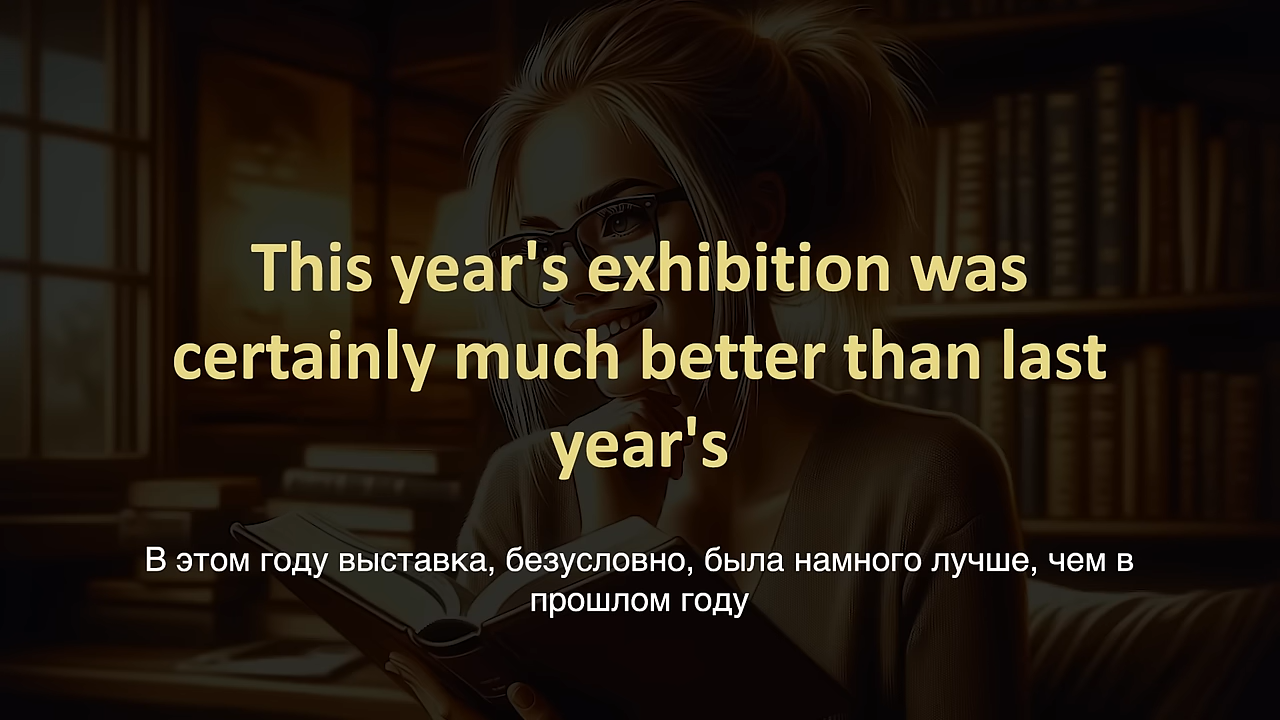 This year's exhibition was
certainly much better than last
year's
В этом году выставка, безусловно, была намного лучше, чем в
прошлом году